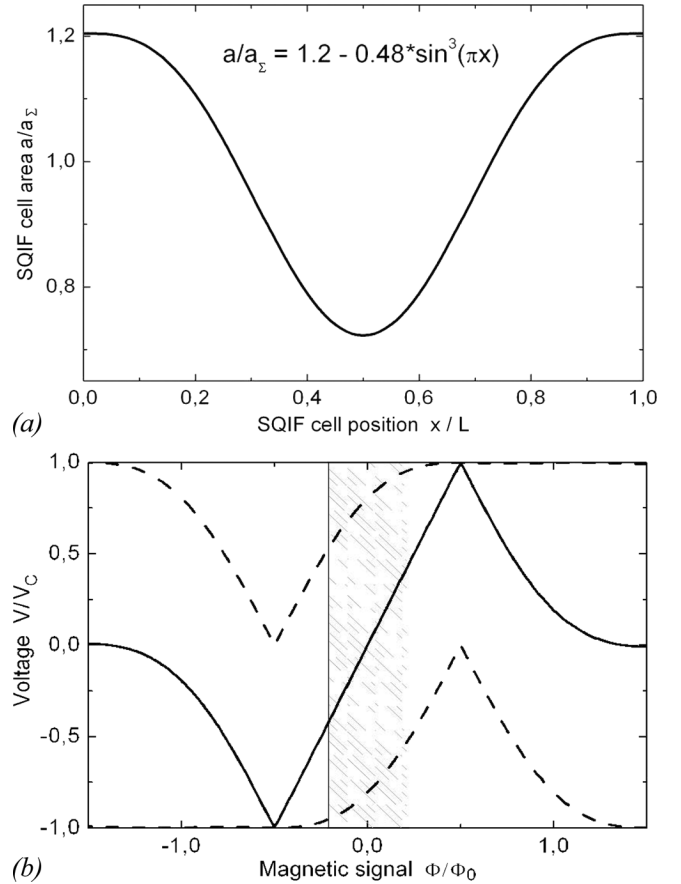 1,2
a/a_Σ = 1.2 - 0.48*sin³(πx)
SQIF cell area a/a_Σ
1,0
0,8
0,0 0,2 0,4 0,6 0,8 1,0
(a) SQIF cell position x / L
1,0
0,5
Voltage V/V_C
0,0
-0,5
-1,0
-1,0 0,0 1,0
(b) Magnetic signal Φ/Φ₀